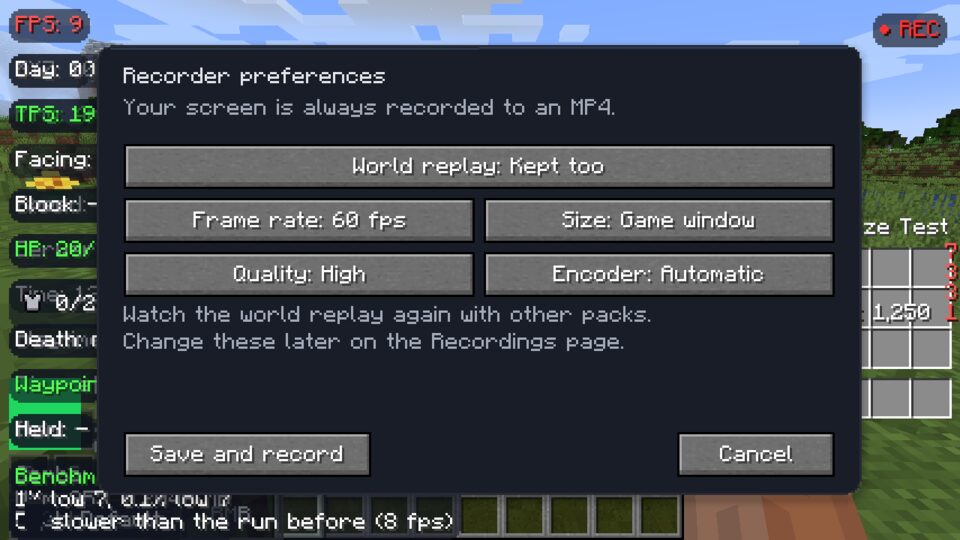 FPS: 9
REC
Day: 00
TPS: 19
Facing:
Block: -
HP: 20/
0/2
Death
Waypoin
Held: -
Benchm
Recorder preferences
Your screen is always recorded to an MP4.
World replay: Kept too
Frame rate: 60 fps
Size: Game window
Quality: High
Encoder: Automatic
Watch the world replay again with other packs.
Change these later on the Recordings page.
Save and record
Cancel
ze Test
1,250
slower than the run before (8 fps)